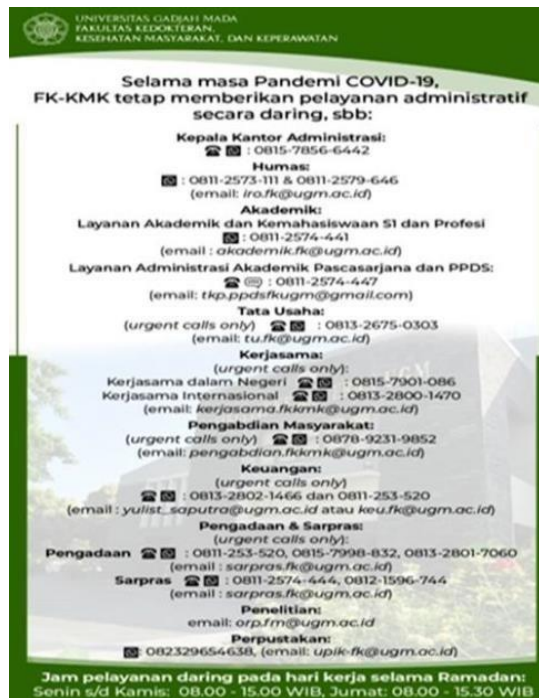 UNIVERSITAS GADJAH MADA
FAKULTAS KEDOKTERAN,
KESEHATAN MASYARAKAT, DAN KEPERAWATAN
Selama masa Pandemi COVID-19,
FK-KMK tetap memberikan pelayanan administratif
secara daring, sbb:
Kepala Kantor Administrasi:
: 0815-7856-6442
Humas:
: 0811-2573-111 & 0811-2579-646
(email: iro.fk@ugm.ac.id)
Akademik:
Layanan Akademik dan Kemahasiswaan S1 dan Profesi
: 0811-2574-441
(email : akademik.fk@ugm.ac.id)
Layanan Administrasi Akademik Pascasarjana dan PPDS:
: 0811-2574-447
(email: tkp.ppdsfkugm@gmail.com)
Tata Usaha:
(urgent calls only) : 0813-2675-0303
(email: tu.fk@ugm.ac.id)
Kerjasama:
(urgent calls only):
Kerjasama dalam Negeri : 0815-7901-086
Kerjasama Internasional : 0813-2800-1470
(email: kerjasama.fkkmk@ugm.ac.id)
Pengabdian Masyarakat:
(urgent calls only) : 0878-9231-9852
(email: pengabdian.fkkmk@ugm.ac.id)
Keuangan:
(urgent calls only)
: 0813-2802-1466 dan 0811-253-520
(email : yulist_saputra@ugm.ac.id atau keu.fk@ugm.ac.id)
Pengadaan & Sarpras:
(urgent calls only):
Pengadaan : 0811-253-520, 0815-7998-832, 0813-2801-7060
(email : sarpras.fk@ugm.ac.id)
Sarpras : 0811-2574-444, 0812-1596-744
(email : sarpras.fk@ugm.ac.id)
Penelitian:
email: orp.fm@ugm.ac.id
Perpustakan:
: 082329654638, (email: upik-fk@ugm.ac.id)
Jam pelayanan daring pada hari kerja selama Ramadan:
Senin s/d Kamis: 08.00 - 15.00 WIB, Jumat: 08.00 - 15.30 WIB